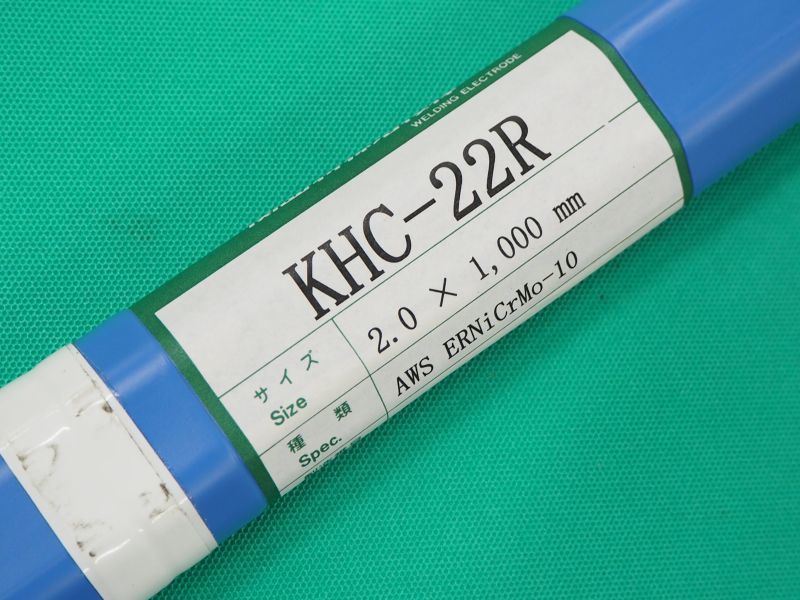 WELDING ELECTRODE
KHC-22R
サイズ
Size
2.0 × 1,000 mm
種類
Spec.
AWS ERNiCrMo-10